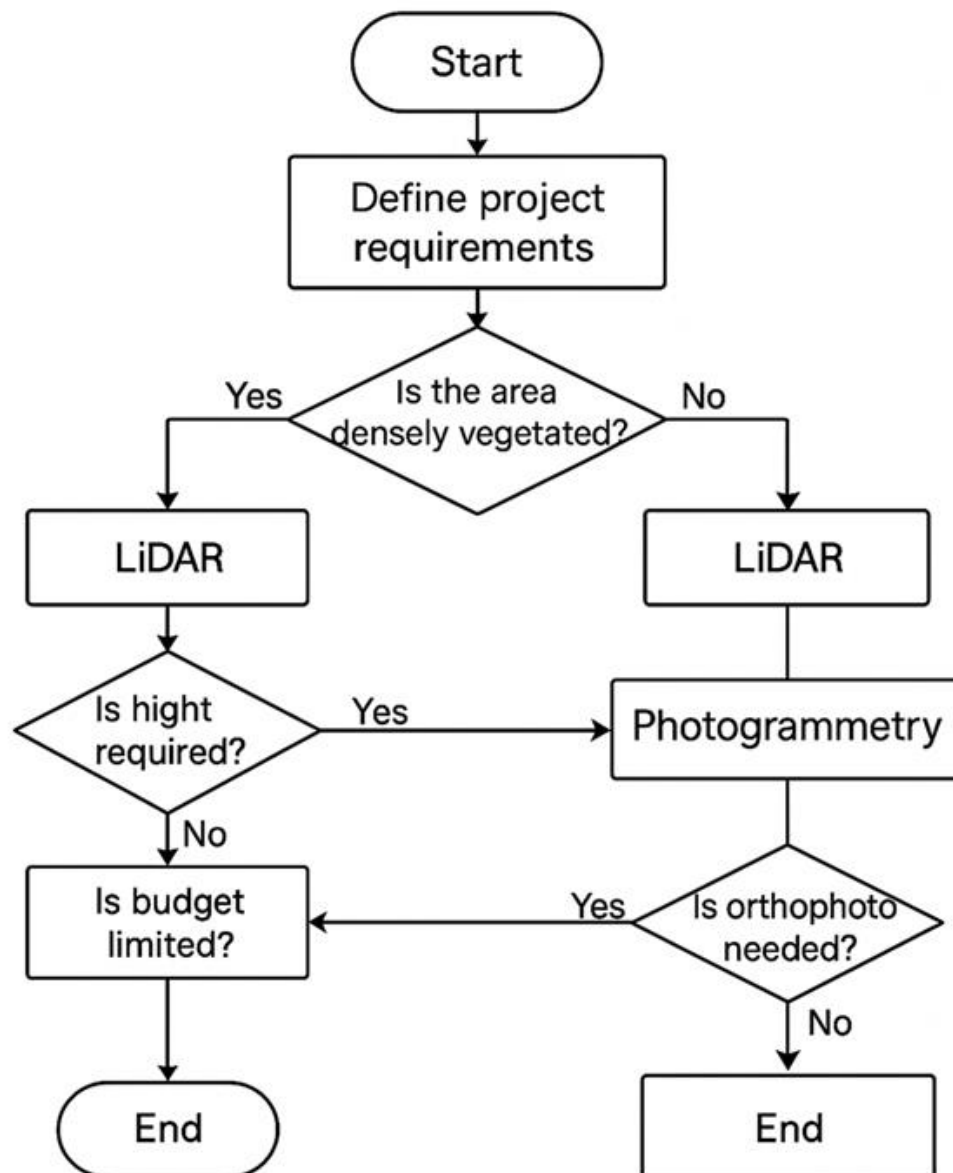 Start
Define project
requirements
Is the area
densely vegetated?
Yes
No
LiDAR
LiDAR
Is hight
required?
Yes
Photogrammetry
No
Is budget
limited?
Yes
Is orthophoto
needed?
No
End
End